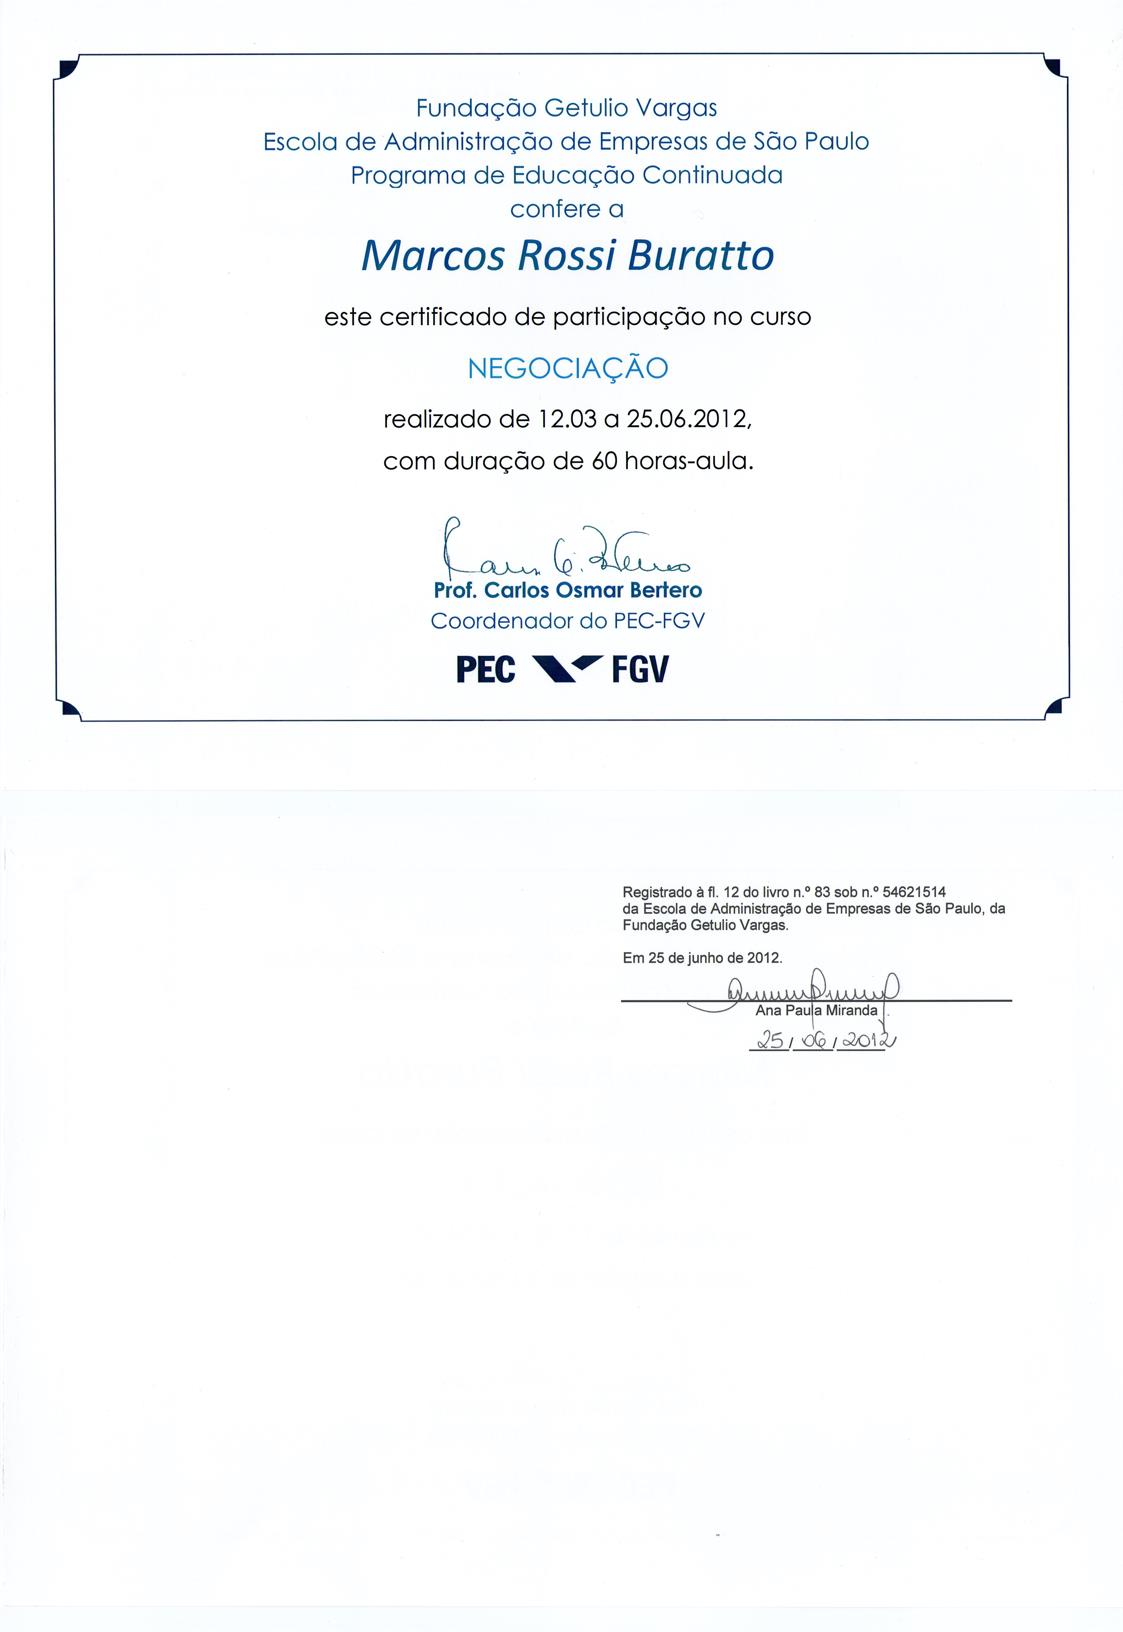 Fundação Getulio Vargas
Escola de Administração de Empresas de São Paulo
Programa de Educação Continuada
confere a
Marcos Rossi Buratto
este certificado de participação no curso
NEGOCIAÇÃO
realizado de 12.03 a 25.06.2012,
com duração de 60 horas-aula.
Prof. Carlos Osmar Bertero
Coordenador do PEC-FGV
PEC FGV
Registrado à fl. 12 do livro n.º 83 sob n.º 54621514
da Escola de Administração de Empresas de São Paulo, da
Fundação Getulio Vargas.
Em 25 de junho de 2012.
Ana Paula Miranda
25/06/2012